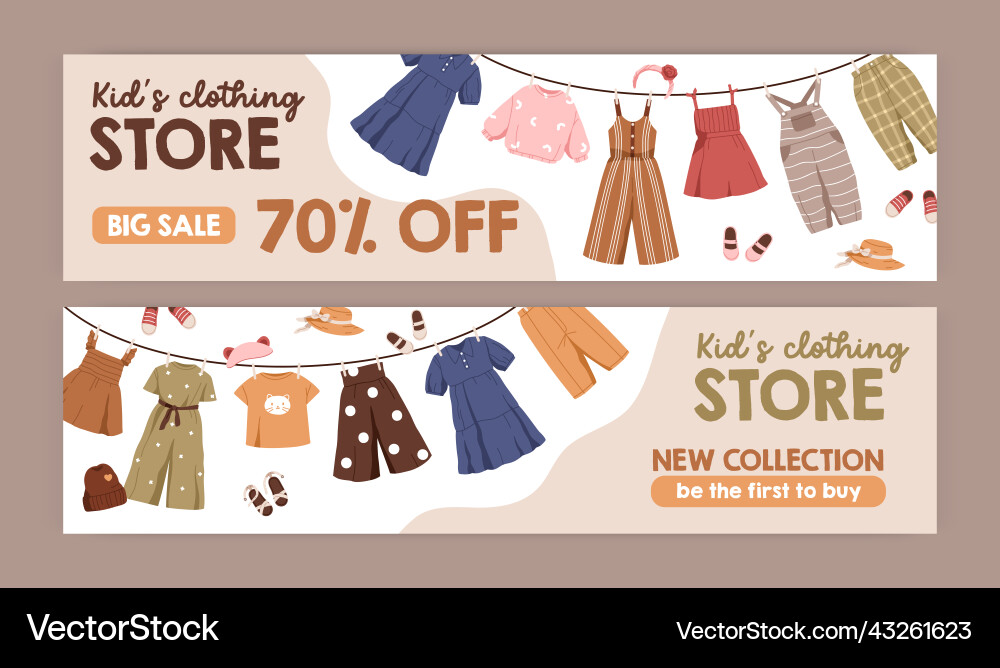 Kid's clothing
STORE
BIG SALE
70% OFF
Kid's clothing
STORE
NEW COLLECTION
be the first to buy
VectorStock
VectorStock.com/43261623